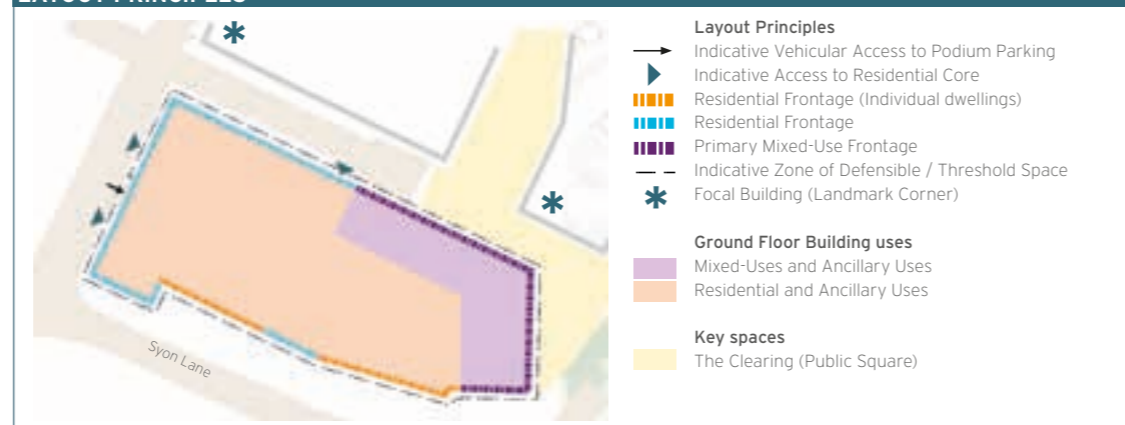 LAYOUT PRINCIPLES
Layout Principles
Indicative Vehicular Access to Podium Parking
Indicative Access to Residential Core
Residential Frontage (Individual dwellings)
Residential Frontage
Primary Mixed-Use Frontage
Indicative Zone of Defensible / Threshold Space
Focal Building (Landmark Corner)
Ground Floor Building uses
Mixed-Uses and Ancillary Uses
Residential and Ancillary Uses
Key spaces
The Clearing (Public Square)
Syon Lane